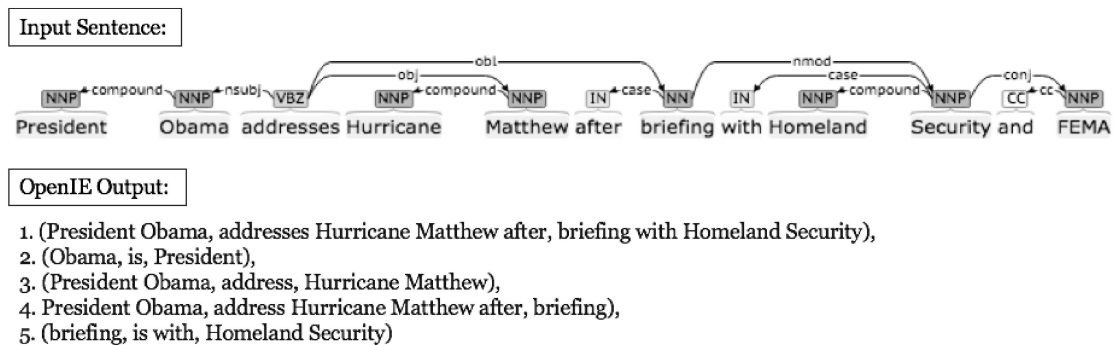 Input Sentence:
obl nmod
obj case
NNP compound NNP nsubj VBZ NNP compound NNP IN case NN IN NNP compound NNP conj CC cc NNP
President Obama addresses Hurricane Matthew after briefing with Homeland Security and FEMA
OpenIE Output:
1. (President Obama, addresses Hurricane Matthew after, briefing with Homeland Security),
2. (Obama, is, President),
3. (President Obama, address, Hurricane Matthew),
4. President Obama, address Hurricane Matthew after, briefing),
5. (briefing, is with, Homeland Security)